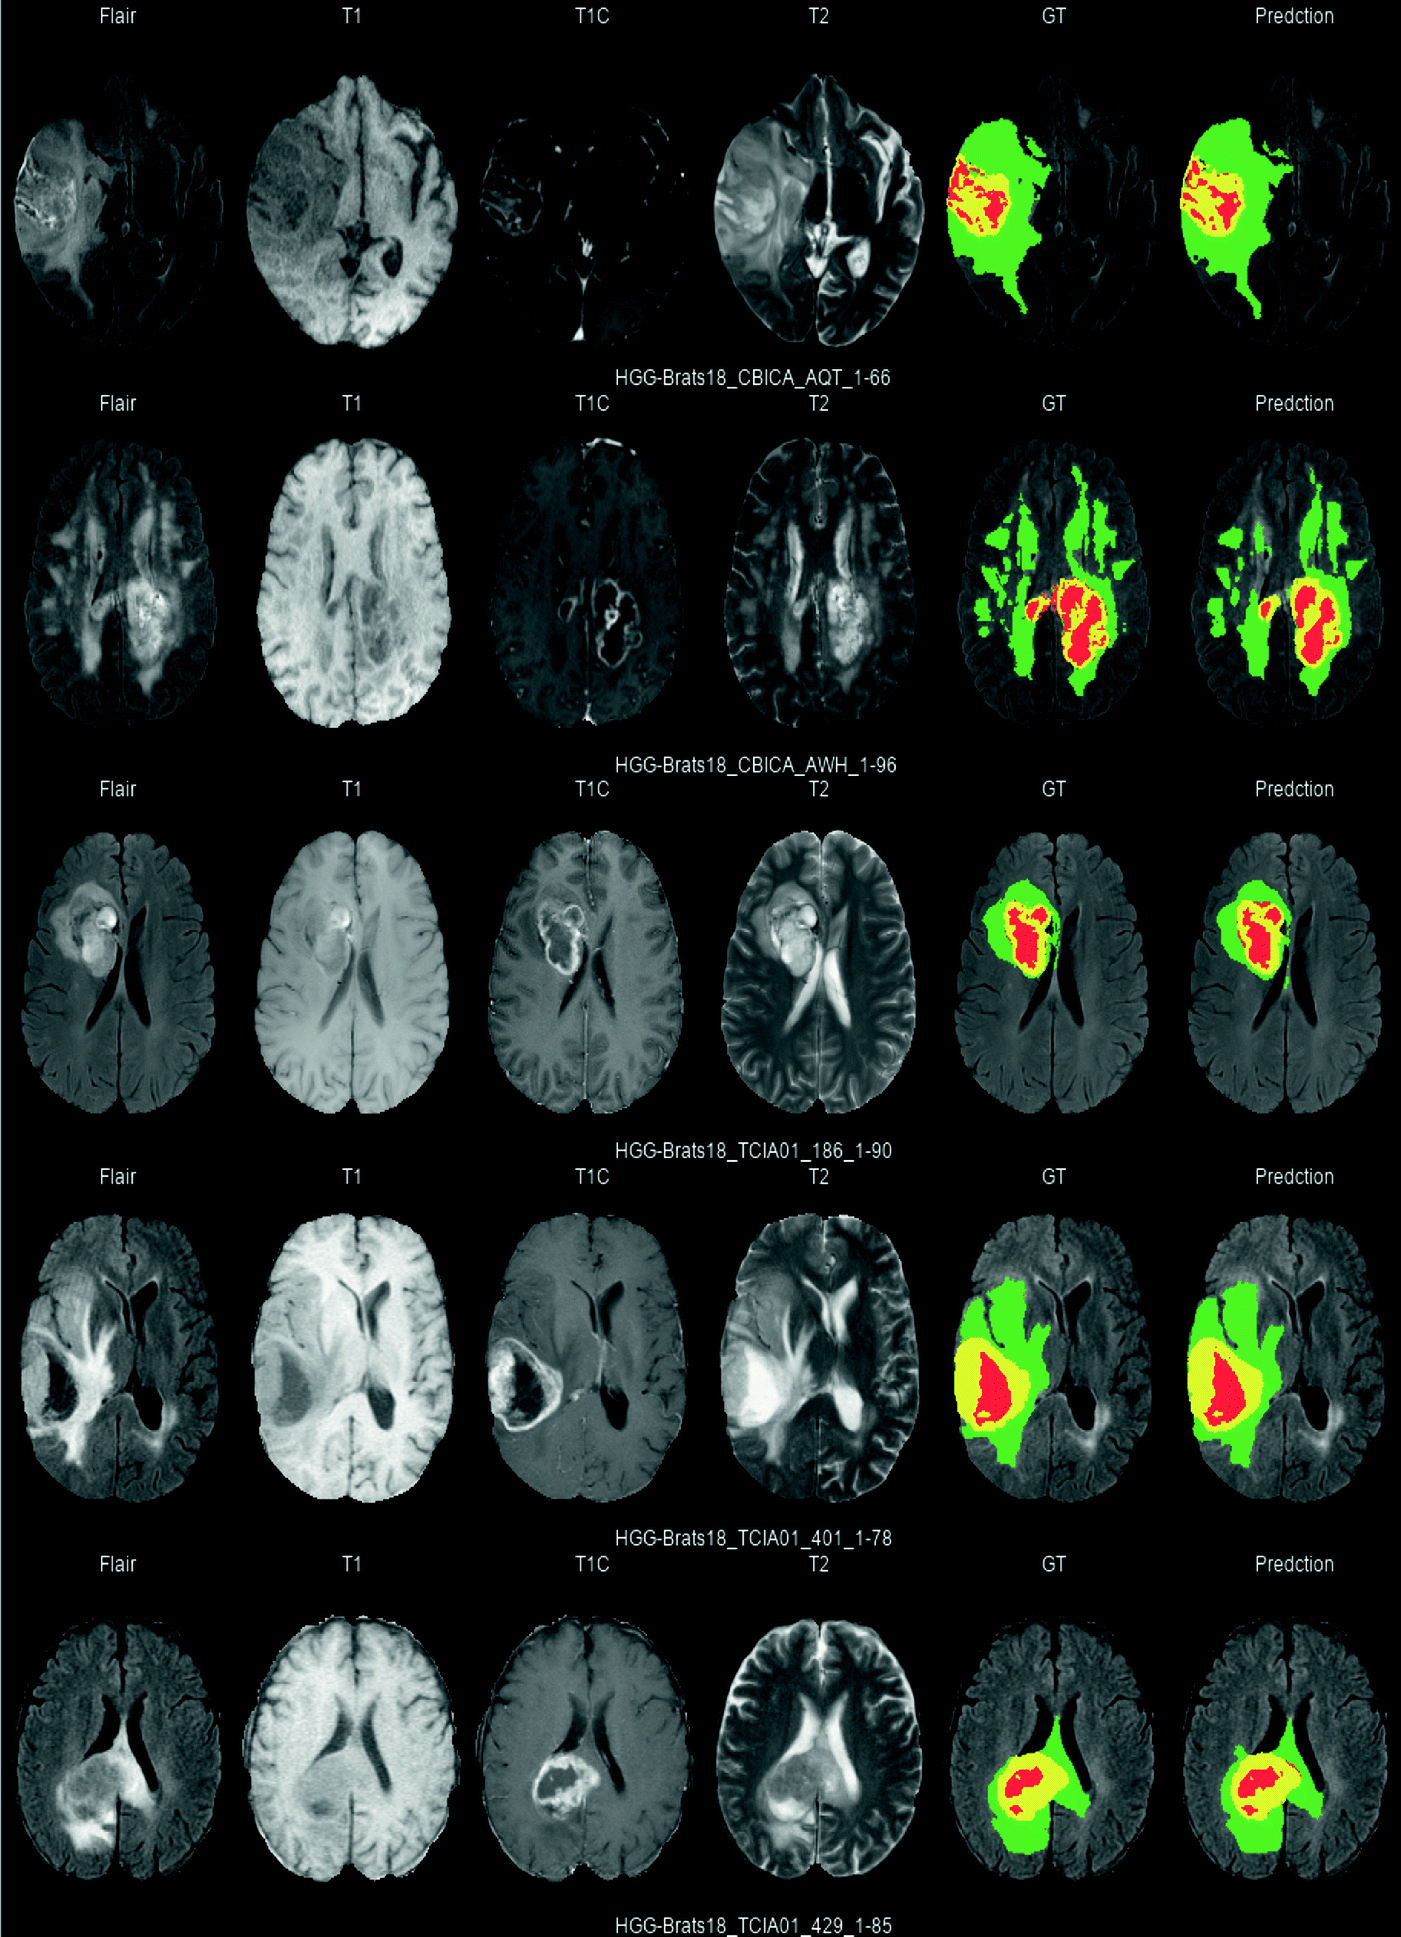 Flair T1 T1C T2 GT Predction
HGG-Brats18_CBICA_AQT_1-66
Flair T1 T1C T2 GT Predction
HGG-Brats18_CBICA_AWH_1-96
Flair T1 T1C T2 GT Predction
HGG-Brats18_TCIA01_186_1-90
Flair T1 T1C T2 GT Predction
HGG-Brats18_TCIA01_401_1-78
Flair T1 T1C T2 GT Predction
HGG-Brats18_TCIA01_429_1-85